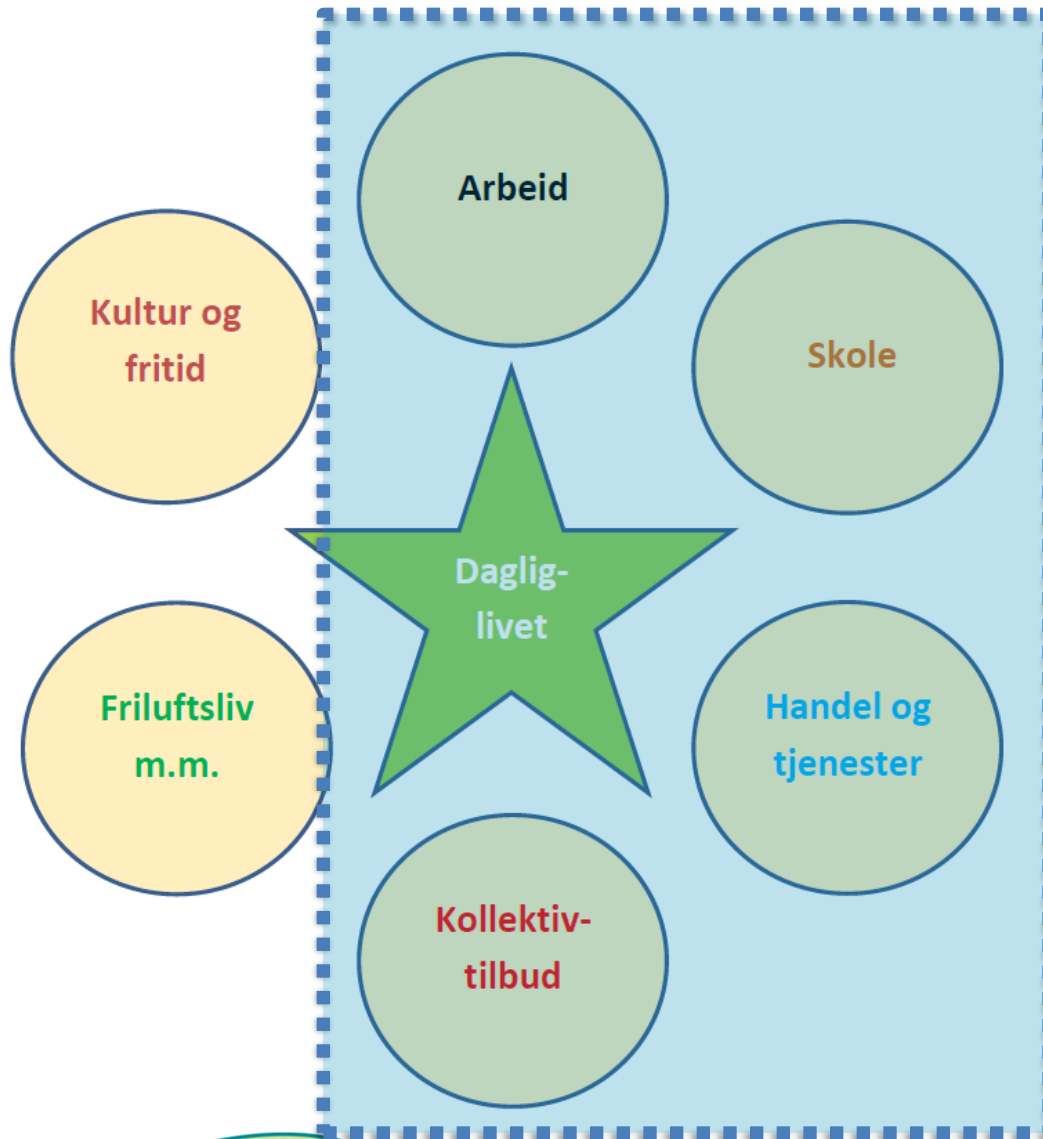 Arbeid
Kultur og
fritid
Skole
Daglig-
livet
Friluftsliv
m.m.
Handel og
tjenester
Kollektiv-
tilbud